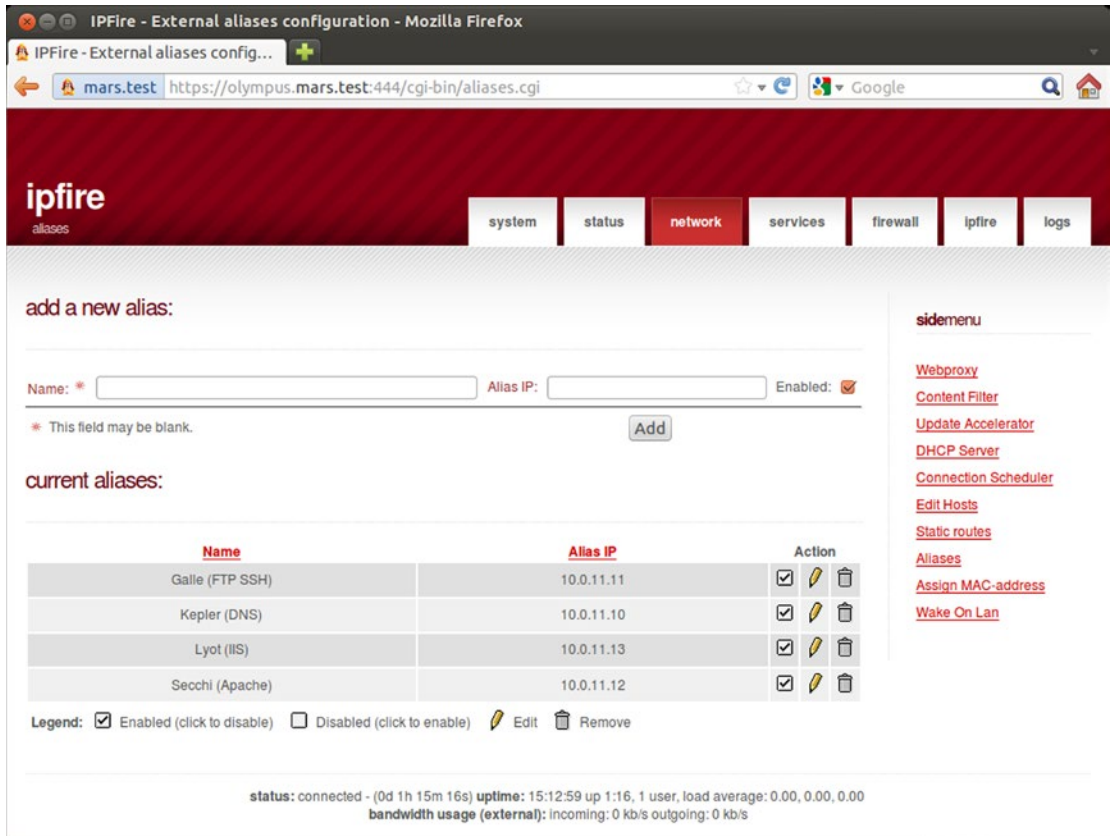 IPFire - External aliases configuration - Mozilla Firefox
IPFire - External aliases config...
mars.test https://olympus.mars.test:444/cgi-bin/aliases.cgi Google
ipfire
aliases
system status network services firewall ipfire logs
add a new alias:
Name: * Alias IP: Enabled:
* This field may be blank. Add
current aliases:
Name Alias IP Action
Galle (FTP SSH) 10.0.11.11
Kepler (DNS) 10.0.11.10
Lyot (IIS) 10.0.11.13
Secchi (Apache) 10.0.11.12
Legend: Enabled (click to disable) Disabled (click to enable) Edit Remove
sidemenu
Webproxy
Content Filter
Update Accelerator
DHCP Server
Connection Scheduler
Edit Hosts
Static routes
Aliases
Assign MAC-address
Wake On Lan
status: connected - (0d 1h 15m 16s) uptime: 15:12:59 up 1:16, 1 user, load average: 0.00, 0.00, 0.00
bandwidth usage (external): incoming: 0 kb/s outgoing: 0 kb/s